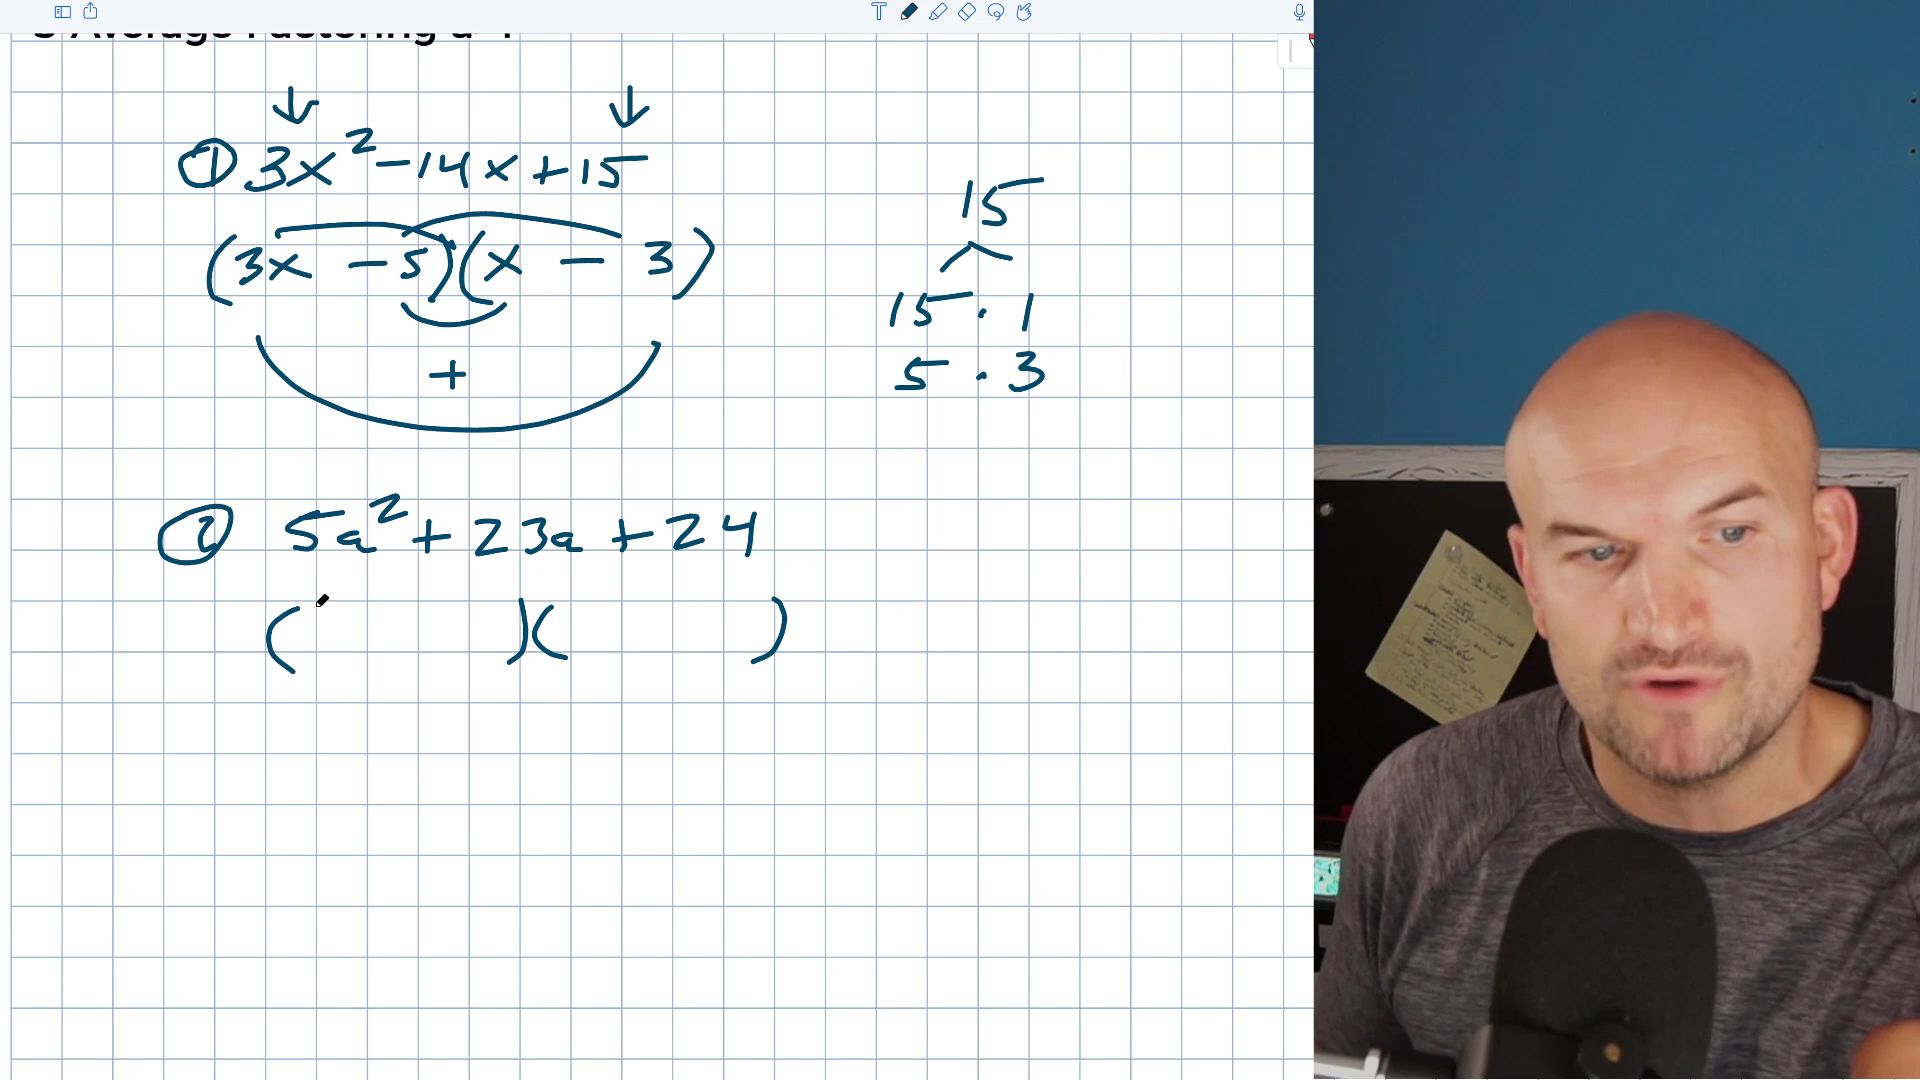 ① 3x² - 14x + 15
(3x - 5)(x - 3)
+
15
15 · 1
5 · 3
② 5a² + 23a + 24
( )( )